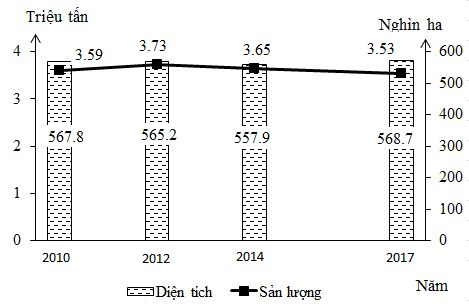 Triệu tấn Nghìn ha
4 3.59 3.73 3.65 3.53 600
500
3 400
567.8 565.2 557.9 568.7
2 300
200
1 100
0 0
2010 2012 2014 2017
Năm
Diện tích Sản lượng